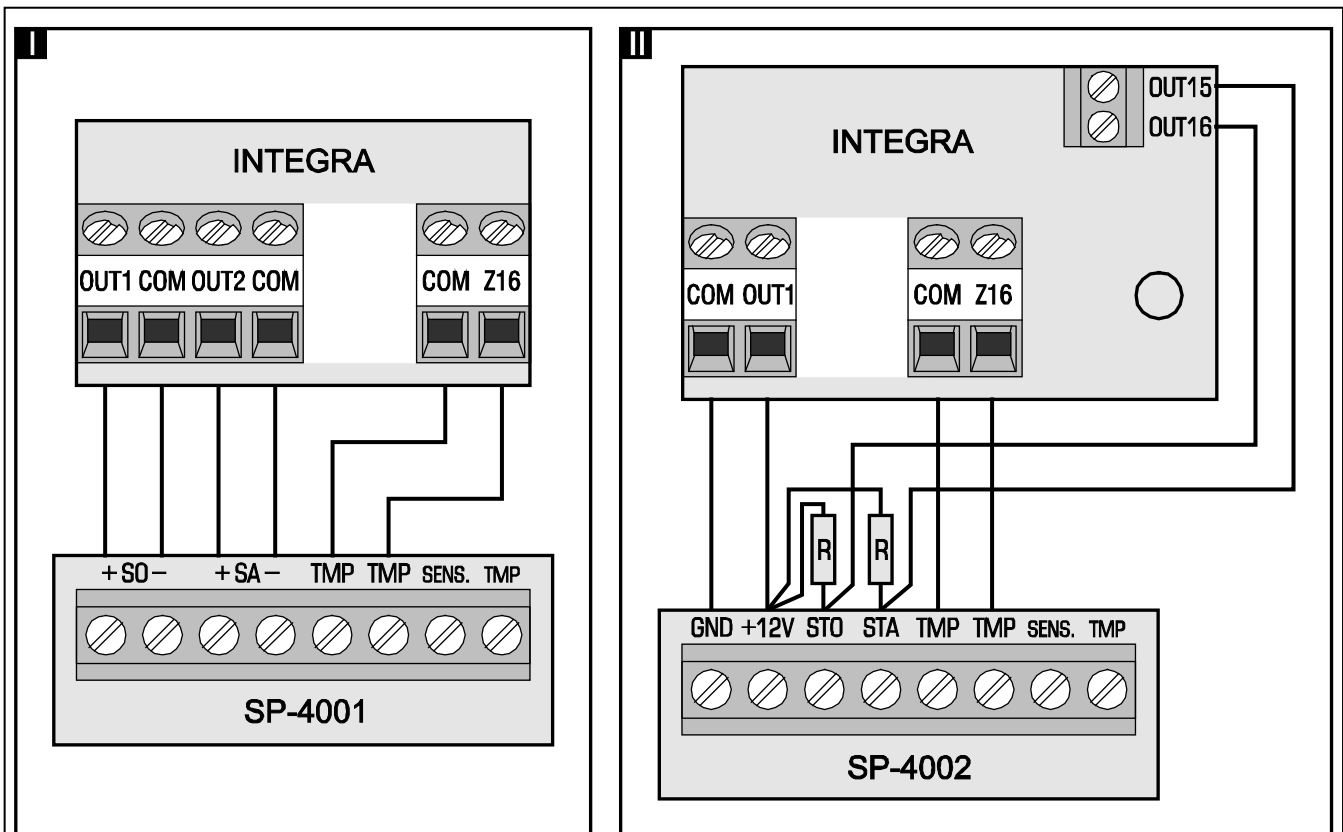 I
INTEGRA
OUT1 COM OUT2 COM
COM Z16
+ SO − + SA − TMP TMP SENS. TMP
SP-4001
II
OUT15
OUT16
INTEGRA
COM OUT1
COM Z16
R R
GND +12V STO STA TMP TMP SENS. TMP
SP-4002